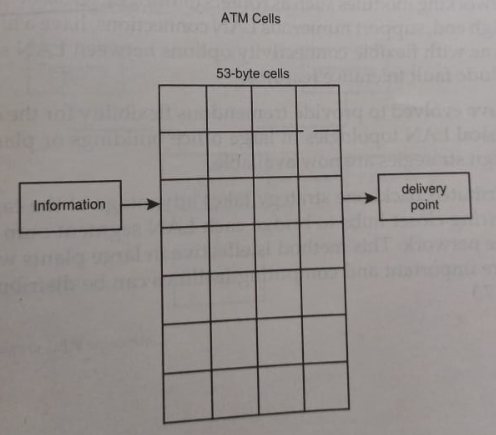 ATM Cells
53-byte cells
Information
delivery
point